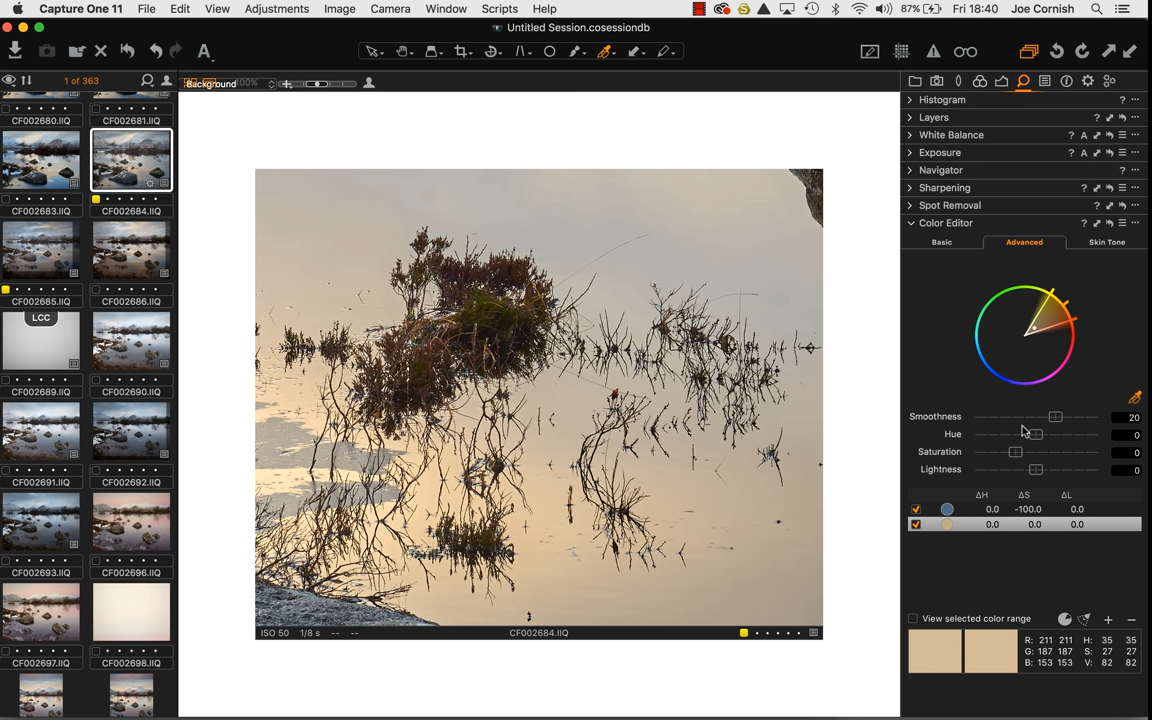 Capture One 11 File Edit View Adjustments Image Camera Window Scripts Help 87% Fri 18:40 Joe Cornish
Untitled Session.cosessiondb
A
1 of 363
Background 100%
CF002680.IIQ CF002681.IIQ
CF002683.IIQ CF002684.IIQ
CF002685.IIQ CF002686.IIQ
LCC
CF002689.IIQ CF002690.IIQ
CF002691.IIQ CF002692.IIQ
CF002693.IIQ CF002696.IIQ
CF002697.IIQ CF002698.IIQ
ISO 50 1/8 s -- -- CF002684.IIQ
Histogram ?
Layers ?
White Balance ? A
Exposure ? A
Navigator ?
Sharpening ?
Spot Removal ?
Color Editor ?
Basic Advanced Skin Tone
Smoothness 20
Hue 0
Saturation 0
Lightness 0
ΔH ΔS ΔL
0.0 -100.0 0.0
0.0 0.0 0.0
View selected color range
R: 211 211 H: 35 35
G: 187 187 S: 27 27
B: 153 153 V: 82 82